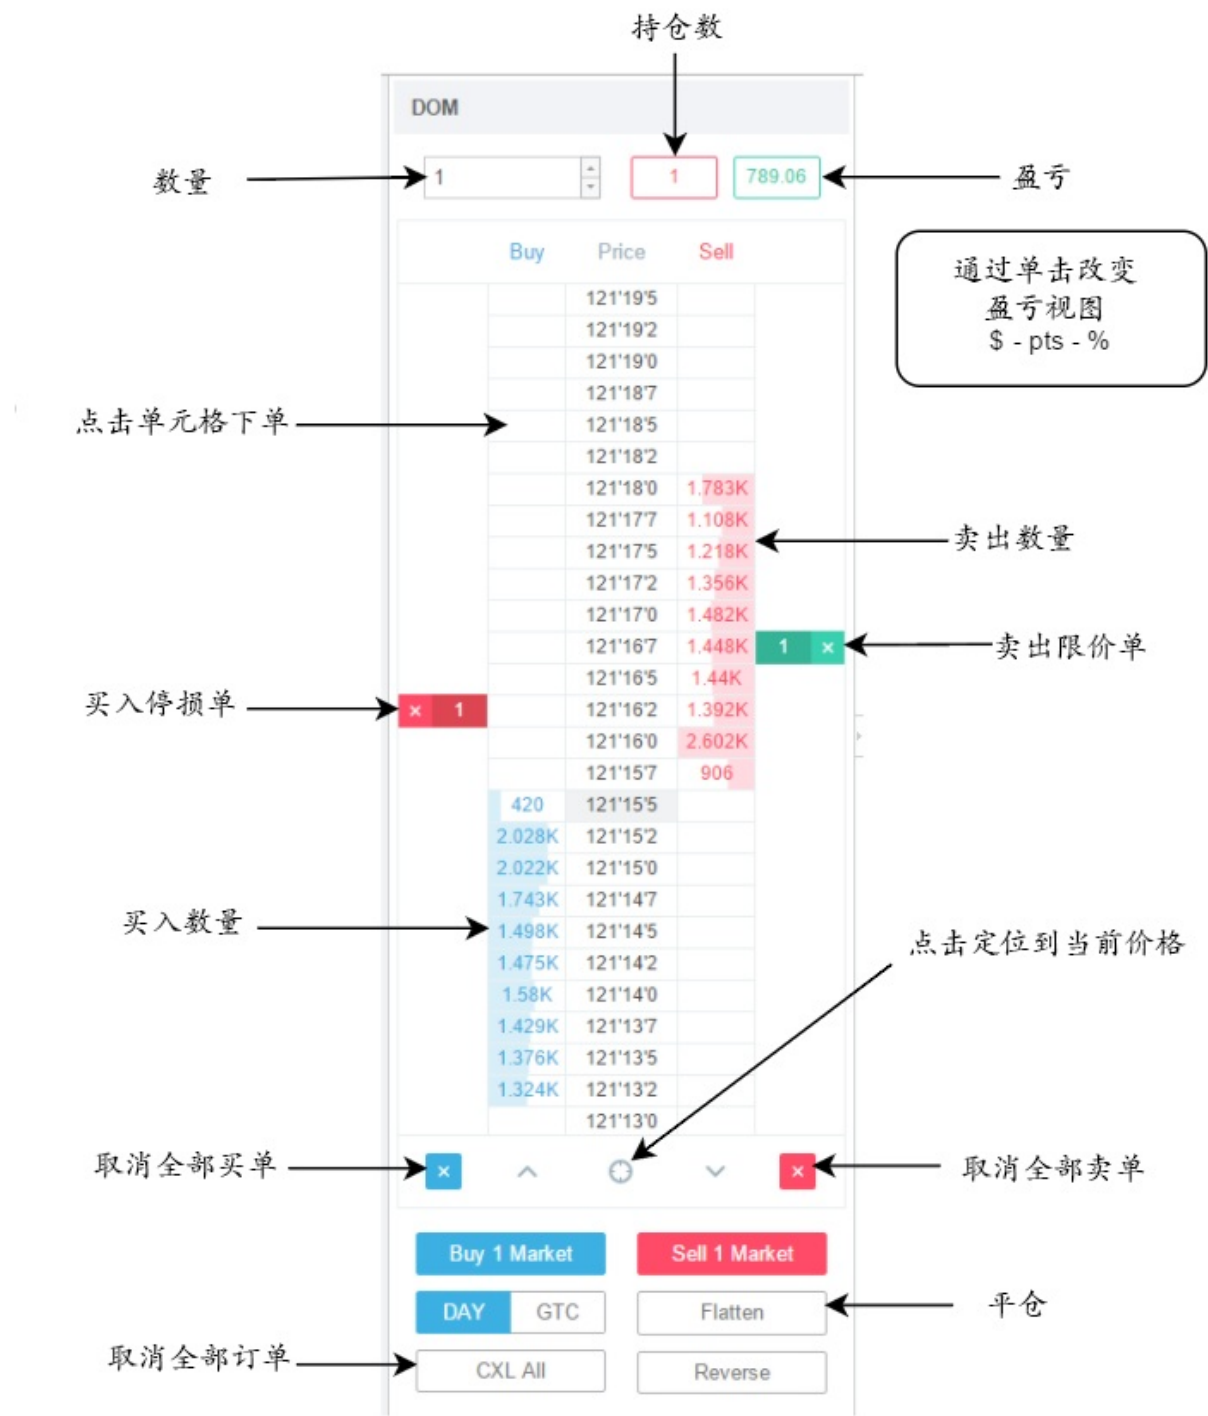 持仓数
DOM
数量
1
1
789.06
盈亏
Buy Price Sell
通过单击改变
盈亏视图
$ - pts - %
121'19'5
121'19'2
121'19'0
121'18'7
点击单元格下单
121'18'5
121'18'2
121'18'0 1.783K
121'17'7 1.108K
卖出数量
121'17'5 1.218K
121'17'2 1.356K
121'17'0 1.482K
121'16'7 1.448K 1 ×
卖出限价单
121'16'5 1.44K
买入停损单
× 1 121'16'2 1.392K
121'16'0 2.602K
121'15'7 906
420 121'15'5
2.028K 121'15'2
2.022K 121'15'0
1.743K 121'14'7
买入数量
1.498K 121'14'5
点击定位到当前价格
1.475K 121'14'2
1.58K 121'14'0
1.429K 121'13'7
1.376K 121'13'5
1.324K 121'13'2
121'13'0
取消全部买单
×
×
取消全部卖单
Buy 1 Market
Sell 1 Market
DAY GTC
Flatten
平仓
取消全部订单
CXL All
Reverse